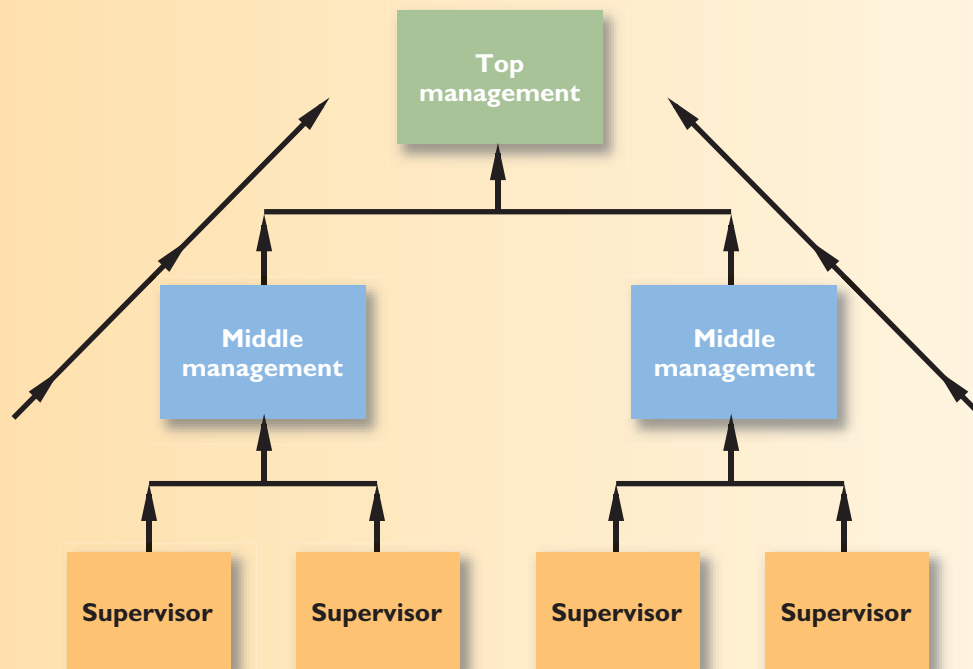 Top
management
Middle
management
Middle
management
Supervisor
Supervisor
Supervisor
Supervisor